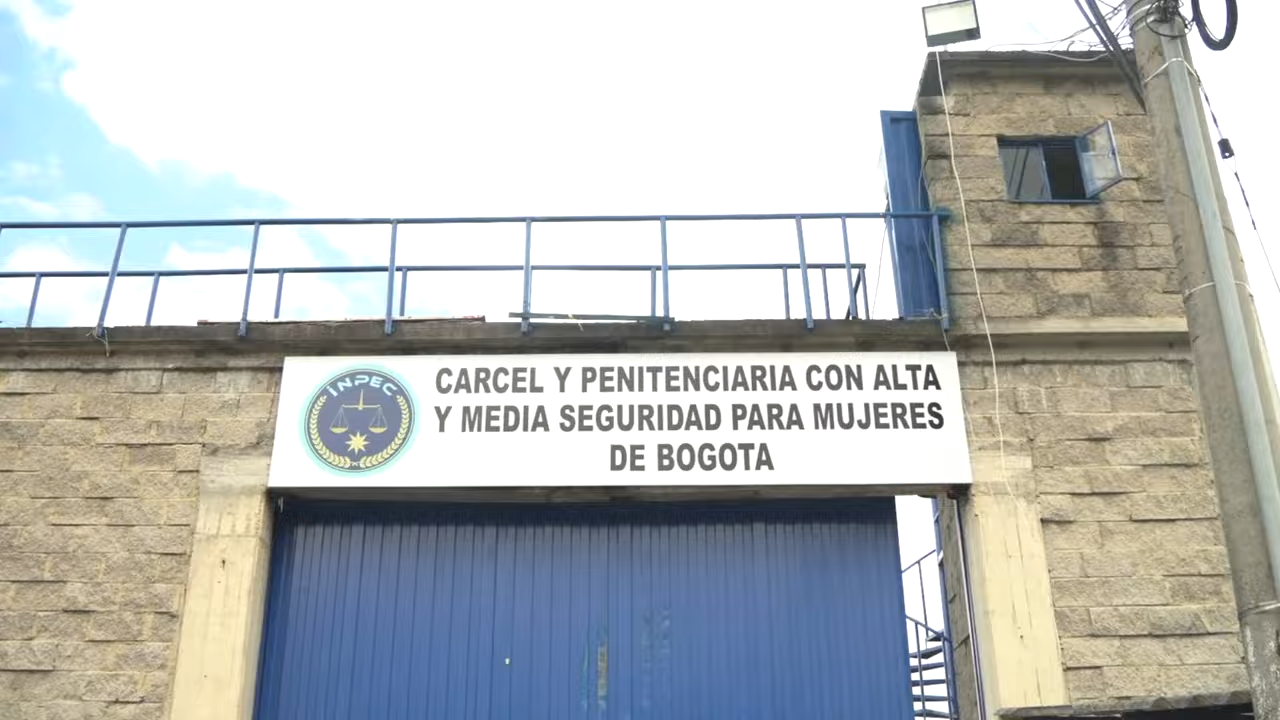 INPEC
CARCEL Y PENITENCIARIA CON ALTA
Y MEDIA SEGURIDAD PARA MUJERES
DE BOGOTA